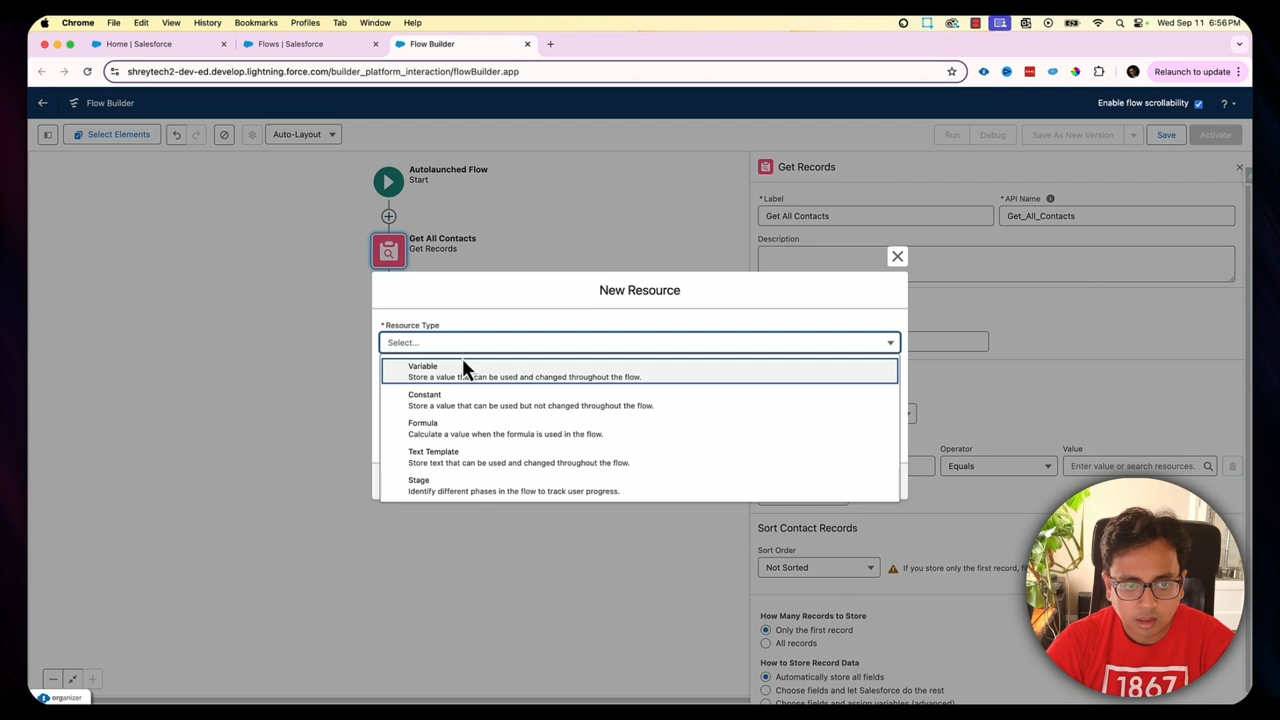 Chrome File Edit View History Bookmarks Profiles Tab Window Help Wed Sep 11 6:56 PM
Home | Salesforce
Flows | Salesforce
Flow Builder
shreytech2-dev-ed.develop.lightning.force.com/builder_platform_interaction/flowBuilder.app
Relaunch to update
Flow Builder
Enable flow scrollability
?
Select Elements
Auto-Layout
Run
Debug
Save As New Version
Save
Activate
Autolaunched Flow
Start
Get All Contacts
Get Records
Get Records
* Label
Get All Contacts
* API Name
Get_All_Contacts
Description
New Resource
* Resource Type
Select...
Variable
Store a value that can be used and changed throughout the flow.
Constant
Store a value that can be used but not changed throughout the flow.
Formula
Calculate a value when the formula is used in the flow.
Text Template
Store text that can be used and changed throughout the flow.
Stage
Identify different phases in the flow to track user progress.
Operator
Equals
Value
Enter value or search resources.
Sort Contact Records
Sort Order
Not Sorted
If you store only the first record,
How Many Records to Store
Only the first record
All records
How to Store Record Data
Automatically store all fields
Choose fields and let Salesforce do the rest
Choose fields and assign variables (advanced)
organizer
1867